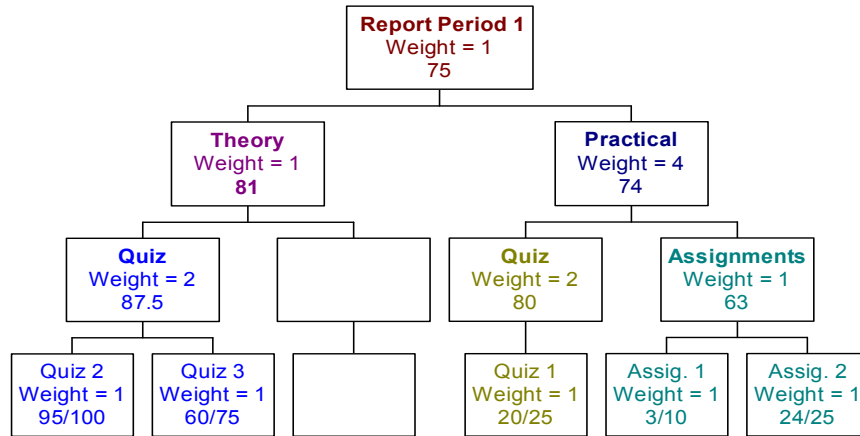 Report Period 1
Weight = 1
75
Theory
Weight = 1
81
Practical
Weight = 4
74
Quiz
Weight = 2
87.5
Quiz
Weight = 2
80
Assignments
Weight = 1
63
Quiz 2
Weight = 1
95/100
Quiz 3
Weight = 1
60/75
Quiz 1
Weight = 1
20/25
Assig. 1
Weight = 1
3/10
Assig. 2
Weight = 1
24/25